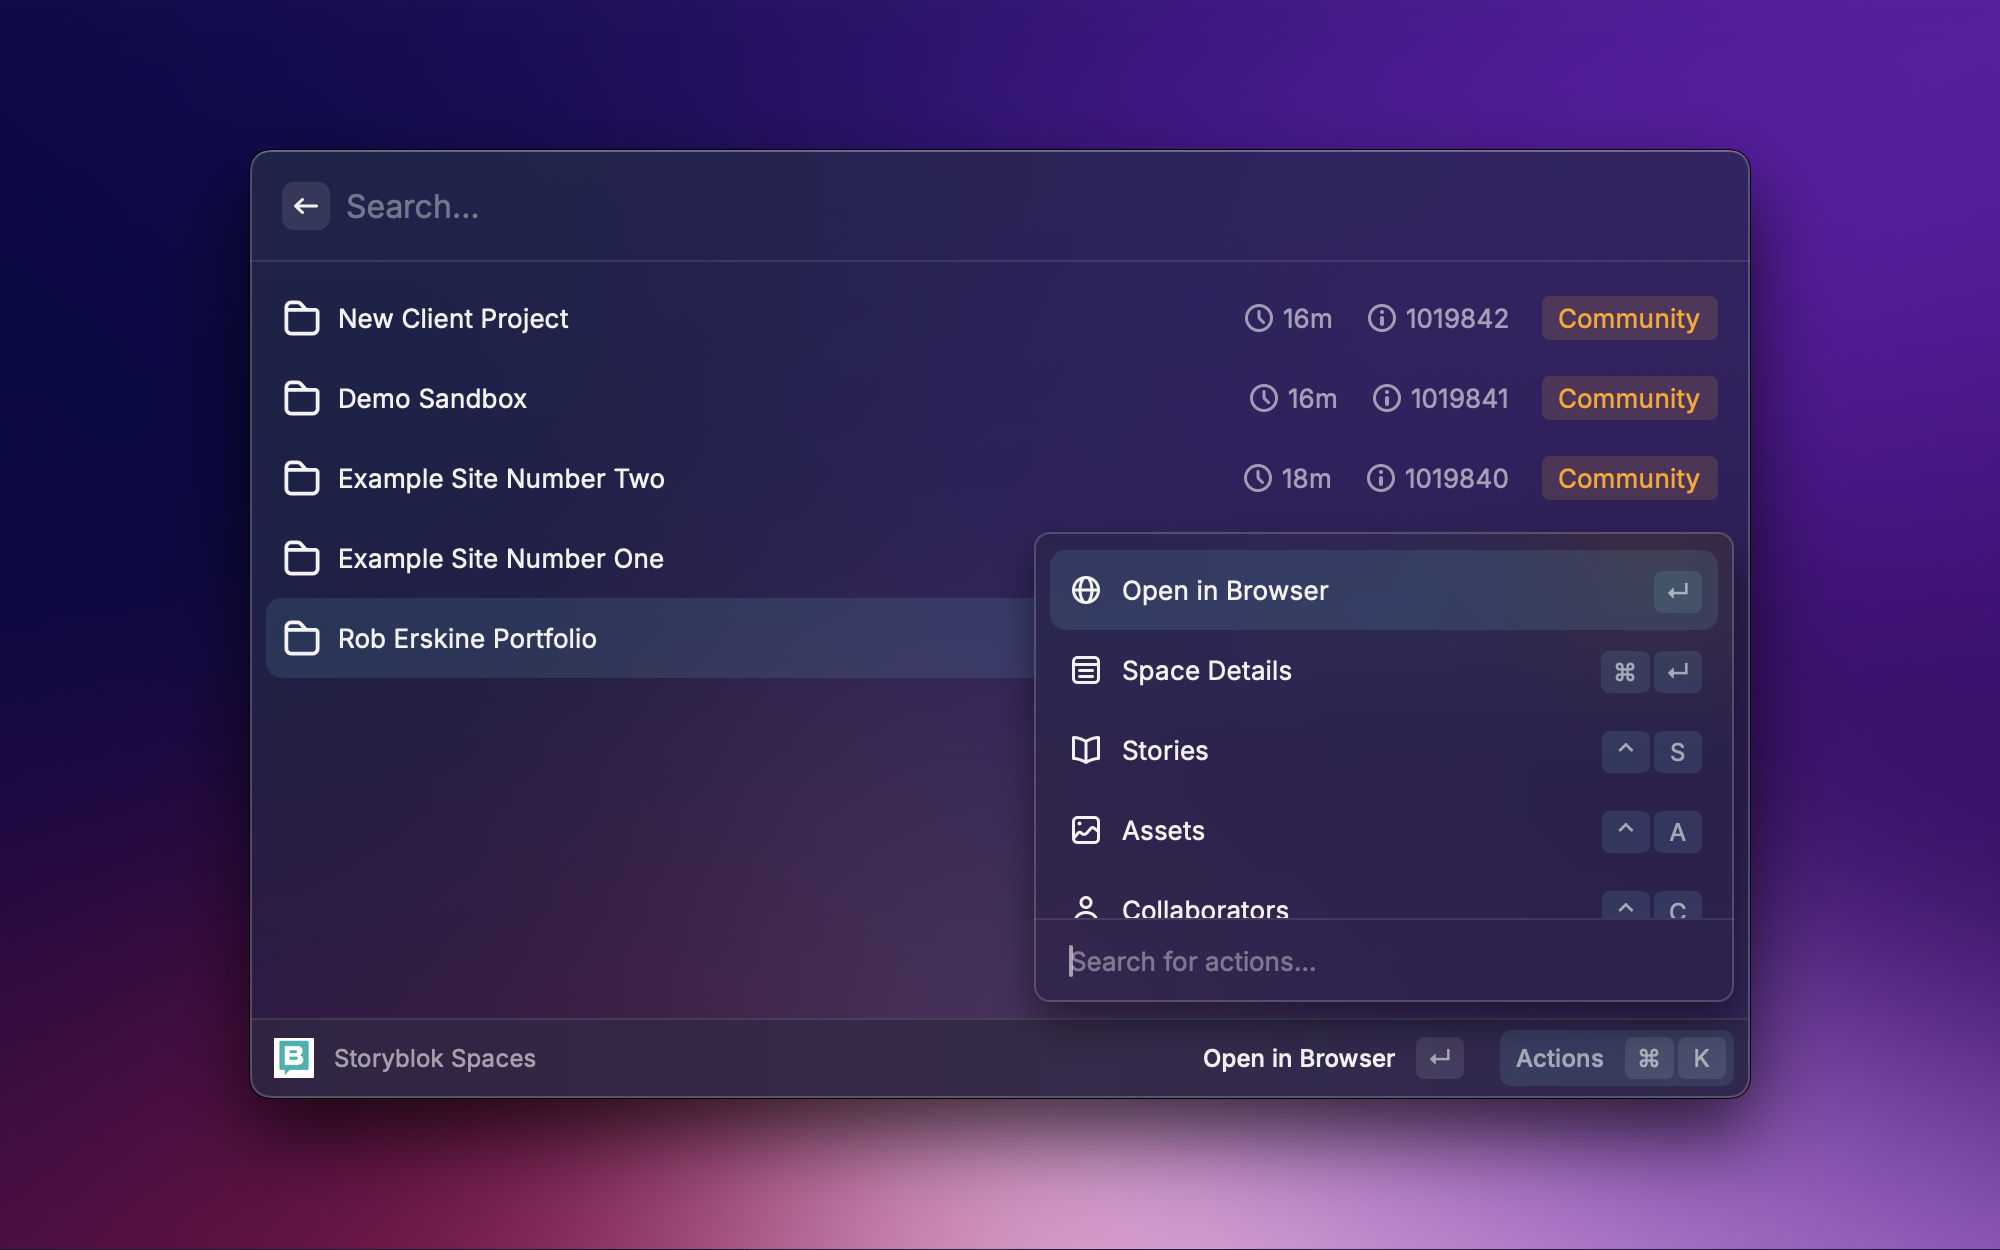 Search...
New Client Project 16m 1019842 Community
Demo Sandbox 16m 1019841 Community
Example Site Number Two 18m 1019840 Community
Example Site Number One
Rob Erskine Portfolio
Open in Browser ↵
Space Details ⌘ ↵
Stories ^ S
Assets ^ A
Collaborators ^ C
Search for actions...
B Storyblok Spaces Open in Browser ↵ Actions ⌘ K